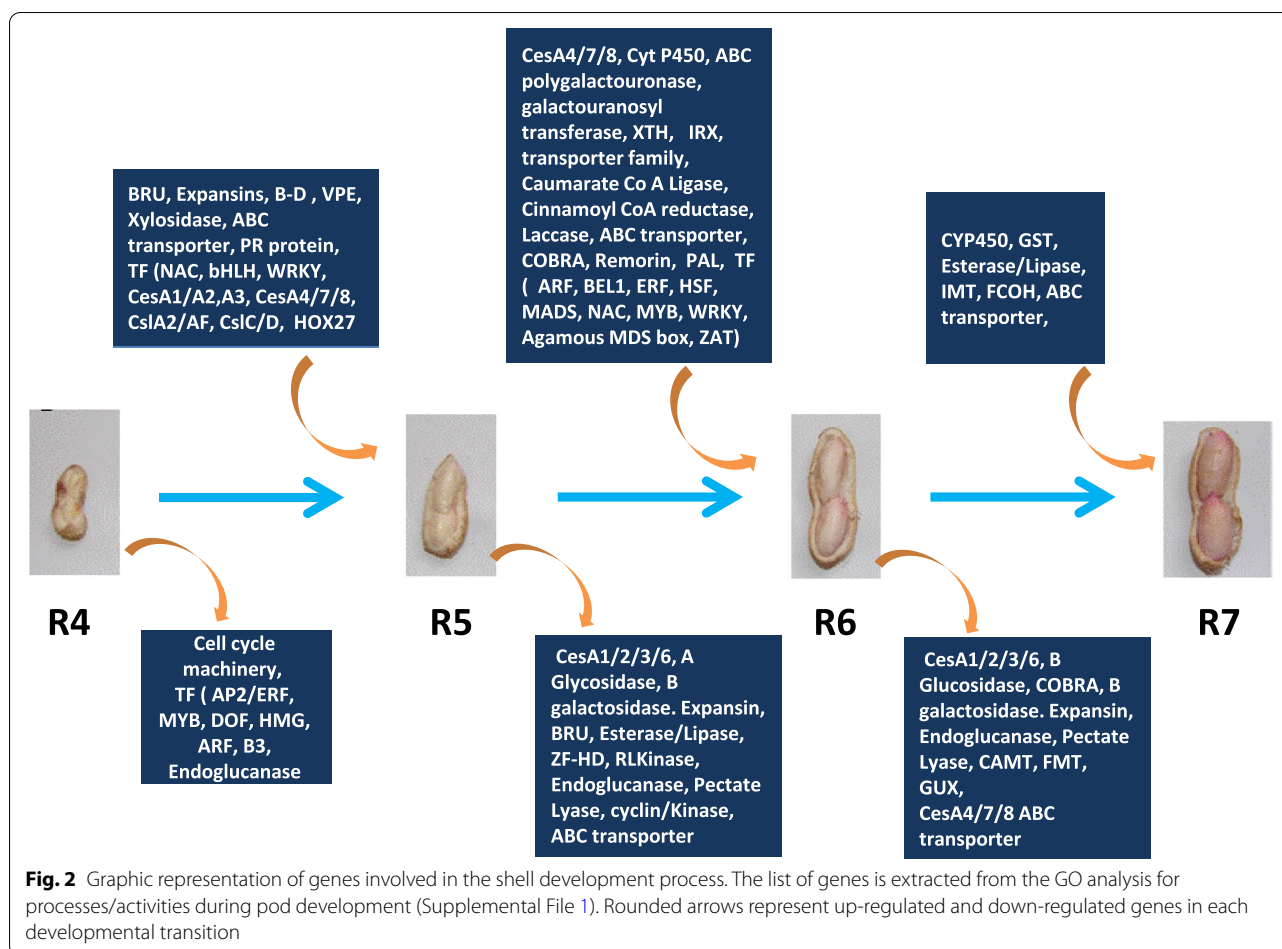 BRU, Expansins, B-D , VPE,
Xylosidase, ABC
transporter, PR protein,
TF (NAC, bHLH, WRKY,
CesA1/A2,A3, CesA4/7/8,
CslA2/AF, CslC/D, HOX27
CesA4/7/8, Cyt P450, ABC
polygalactouronase,
galactouranosyl
transferase, XTH, IRX,
transporter family,
Caumarate Co A Ligase,
Cinnamoyl CoA reductase,
Laccase, ABC transporter,
COBRA, Remorin, PAL, TF
( ARF, BEL1, ERF, HSF,
MADS, NAC, MYB, WRKY,
Agamous MDS box, ZAT)
CYP450, GST,
Esterase/Lipase,
IMT, FCOH, ABC
transporter,
R4
R5
R6
R7
Cell cycle
machinery,
TF ( AP2/ERF,
MYB, DOF, HMG,
ARF, B3,
Endoglucanase
CesA1/2/3/6, A
Glycosidase, B
galactosidase. Expansin,
BRU, Esterase/Lipase,
ZF-HD, RLKinase,
Endoglucanase, Pectate
Lyase, cyclin/Kinase,
ABC transporter
CesA1/2/3/6, B
Glucosidase, COBRA, B
galactosidase. Expansin,
Endoglucanase, Pectate
Lyase, CAMT, FMT,
GUX,
CesA4/7/8 ABC
transporter
Fig. 2 Graphic representation of genes involved in the shell development process. The list of genes is extracted from the GO analysis for
processes/activities during pod development (Supplemental File 1). Rounded arrows represent up-regulated and down-regulated genes in each
developmental transition